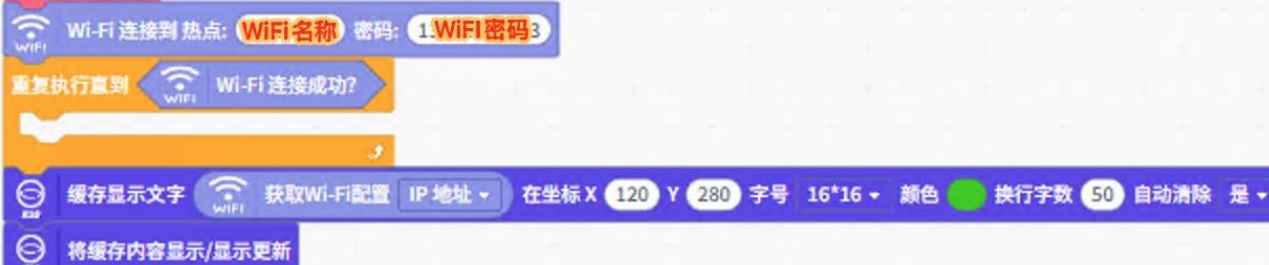 Wi-Fi 连接到 热点: WiFi名称 密码: 1 WiFI密码 3
WIFI
重复执行直到 Wi-Fi 连接成功?
WIFI
缓存显示文字 获取Wi-Fi配置 IP 地址 在坐标 X 120 Y 280 字号 16*16 颜色 换行字数 50 自动清除 是
WIFI
将缓存内容显示/显示更新